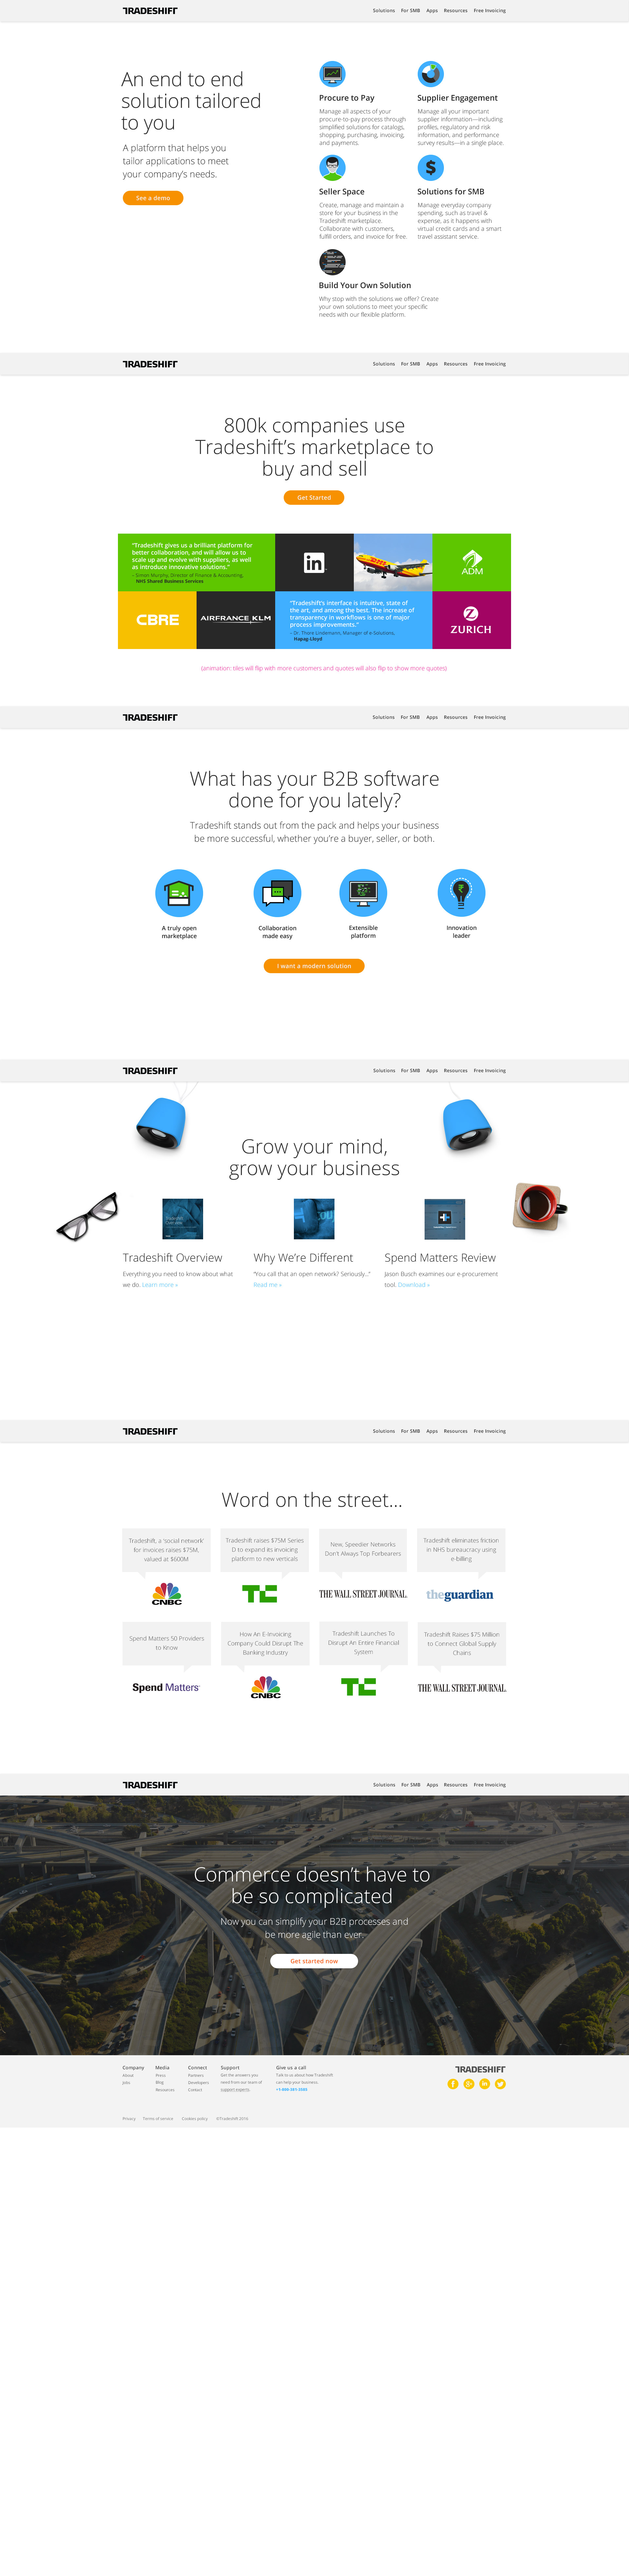 TRADESHIFT
Solutions For SMB Apps Resources Free Invoicing
An end to end
solution tailored
to you
A platform that helps you
tailor applications to meet
your company's needs.
See a demo
Procure to Pay
Manage all aspects of your
procure-to-pay process through
simplified solutions for catalogs,
shopping, purchasing, invoicing,
and payments.
Supplier Engagement
Manage all your important
supplier information—including
profiles, regulatory and risk
information, and performance
survey results—in a single place.
Seller Space
Create, manage and maintain a
store for your business in the
Tradeshift marketplace.
Collaborate with customers,
fulfill orders, and invoice for free.
Solutions for SMB
Manage everyday company
spending, such as travel &
expense, as it happens with
virtual credit cards and a smart
travel assistant service.
Build Your Own Solution
Why stop with the solutions we offer? Create
your own solutions to meet your specific
needs with our flexible platform.
TRADESHIFT
Solutions For SMB Apps Resources Free Invoicing
800k companies use
Tradeshift's marketplace to
buy and sell
Get Started
"Tradeshift gives us a brilliant platform for
better collaboration, and will allow us to
scale up and evolve with suppliers, as well
as introduce innovative solutions."
– Simon Murphy, Director of Finance & Accounting,
NHS Shared Business Services
in
ADM
CBRE
AIRFRANCE KLM
"Tradeshift's interface is intuitive, state of
the art, and among the best. The increase of
transparency in workflows is one of major
process improvements."
– Dr. Thore Lindemann, Manager of e-Solutions,
Hapag-Lloyd
ZURICH
(animation: tiles will flip with more customers and quotes will also flip to show more quotes)
TRADESHIFT
Solutions For SMB Apps Resources Free Invoicing
What has your B2B software
done for you lately?
Tradeshift stands out from the pack and helps your business
be more successful, whether you're a buyer, seller, or both.
A truly open
marketplace
Collaboration
made easy
Extensible
platform
Innovation
leader
I want a modern solution
TRADESHIFT
Solutions For SMB Apps Resources Free Invoicing
Grow your mind,
grow your business
Tradeshift Overview
Everything you need to know about what
we do. Learn more »
Why We're Different
"You call that an open network? Seriously..."
Read me »
Spend Matters Review
Jason Busch examines our e-procurement
tool. Download »
TRADESHIFT
Solutions For SMB Apps Resources Free Invoicing
Word on the street...
Tradeshift, a 'social network'
for invoices raises $75M,
valued at $600M
CNBC
Tradeshift raises $75M Series
D to expand its invoicing
platform to new verticals
TC
New, Speedier Networks
Don't Always Top Forbearers
THE WALL STREET JOURNAL.
Tradeshift eliminates friction
in NHS bureaucracy using
e-billing
theguardian
Spend Matters 50 Providers
to Know
Spend Matters
How An E-Invoicing
Company Could Disrupt The
Banking Industry
CNBC
Tradeshift Launches To
Disrupt An Entire Financial
System
TC
Tradeshift Raises $75 Million
to Connect Global Supply
Chains
THE WALL STREET JOURNAL.
TRADESHIFT
Solutions For SMB Apps Resources Free Invoicing
Commerce doesn't have to
be so complicated
Now you can simplify your B2B processes and
be more agile than ever.
Get started now
Company
About
Jobs
Media
Press
Blog
Resources
Connect
Partners
Developers
Contact
Support
Get the answers you
need from our team of
support experts.
Give us a call
Talk to us about how Tradeshift
can help your business.
TRADESHIFT
Privacy Terms of service Cookies policy ©Tradeshift 2016